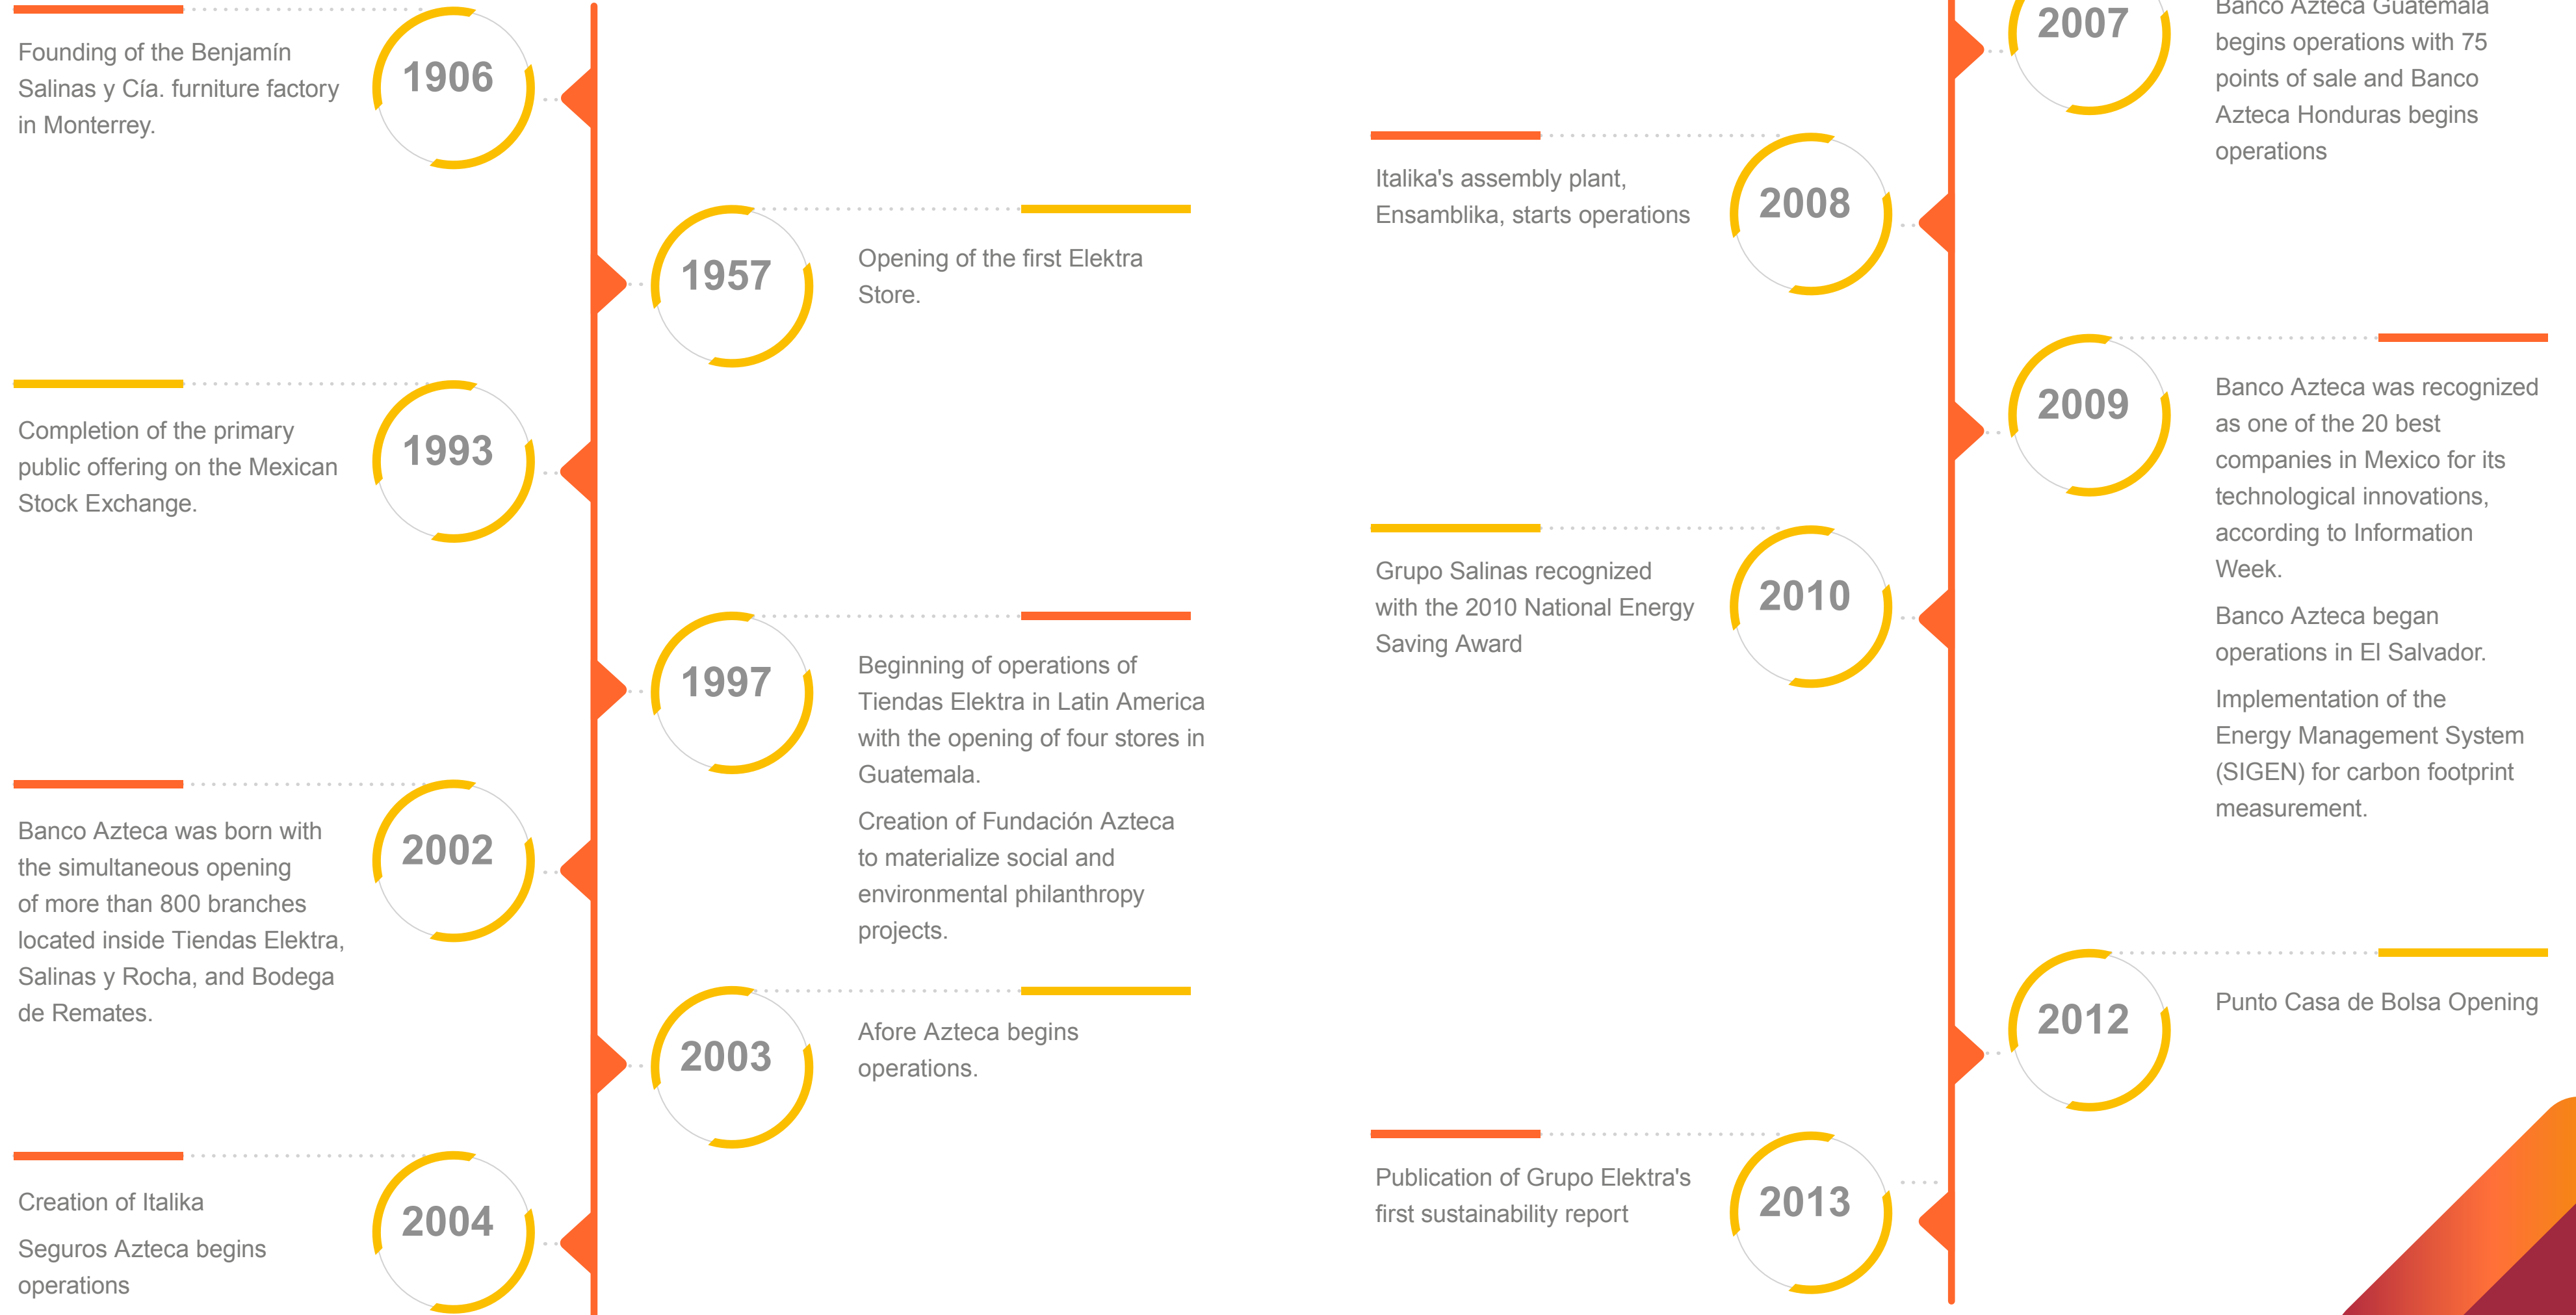 1906
Founding of the Benjamín
Salinas y Cía. furniture factory
in Monterrey.
1957
Opening of the first Elektra
Store.
1993
Completion of the primary
public offering on the Mexican
Stock Exchange.
1997
Beginning of operations of
Tiendas Elektra in Latin America
with the opening of four stores in
Guatemala.
Creation of Fundación Azteca
to materialize social and
environmental philanthropy
projects.
2002
Banco Azteca was born with
the simultaneous opening
of more than 800 branches
located inside Tiendas Elektra,
Salinas y Rocha, and Bodega
de Remates.
2003
Afore Azteca begins
operations.
2004
Creation of Italika
Seguros Azteca begins
operations
2007
Banco Azteca Guatemala
begins operations with 75
points of sale and Banco
Azteca Honduras begins
operations
2008
Italika's assembly plant,
Ensamblika, starts operations
2009
Banco Azteca was recognized
as one of the 20 best
companies in Mexico for its
technological innovations,
according to Information
Week.
Banco Azteca began
operations in El Salvador.
Implementation of the
Energy Management System
(SIGEN) for carbon footprint
measurement.
2010
Grupo Salinas recognized
with the 2010 National Energy
Saving Award
2012
Punto Casa de Bolsa Opening
2013
Publication of Grupo Elektra's
first sustainability report